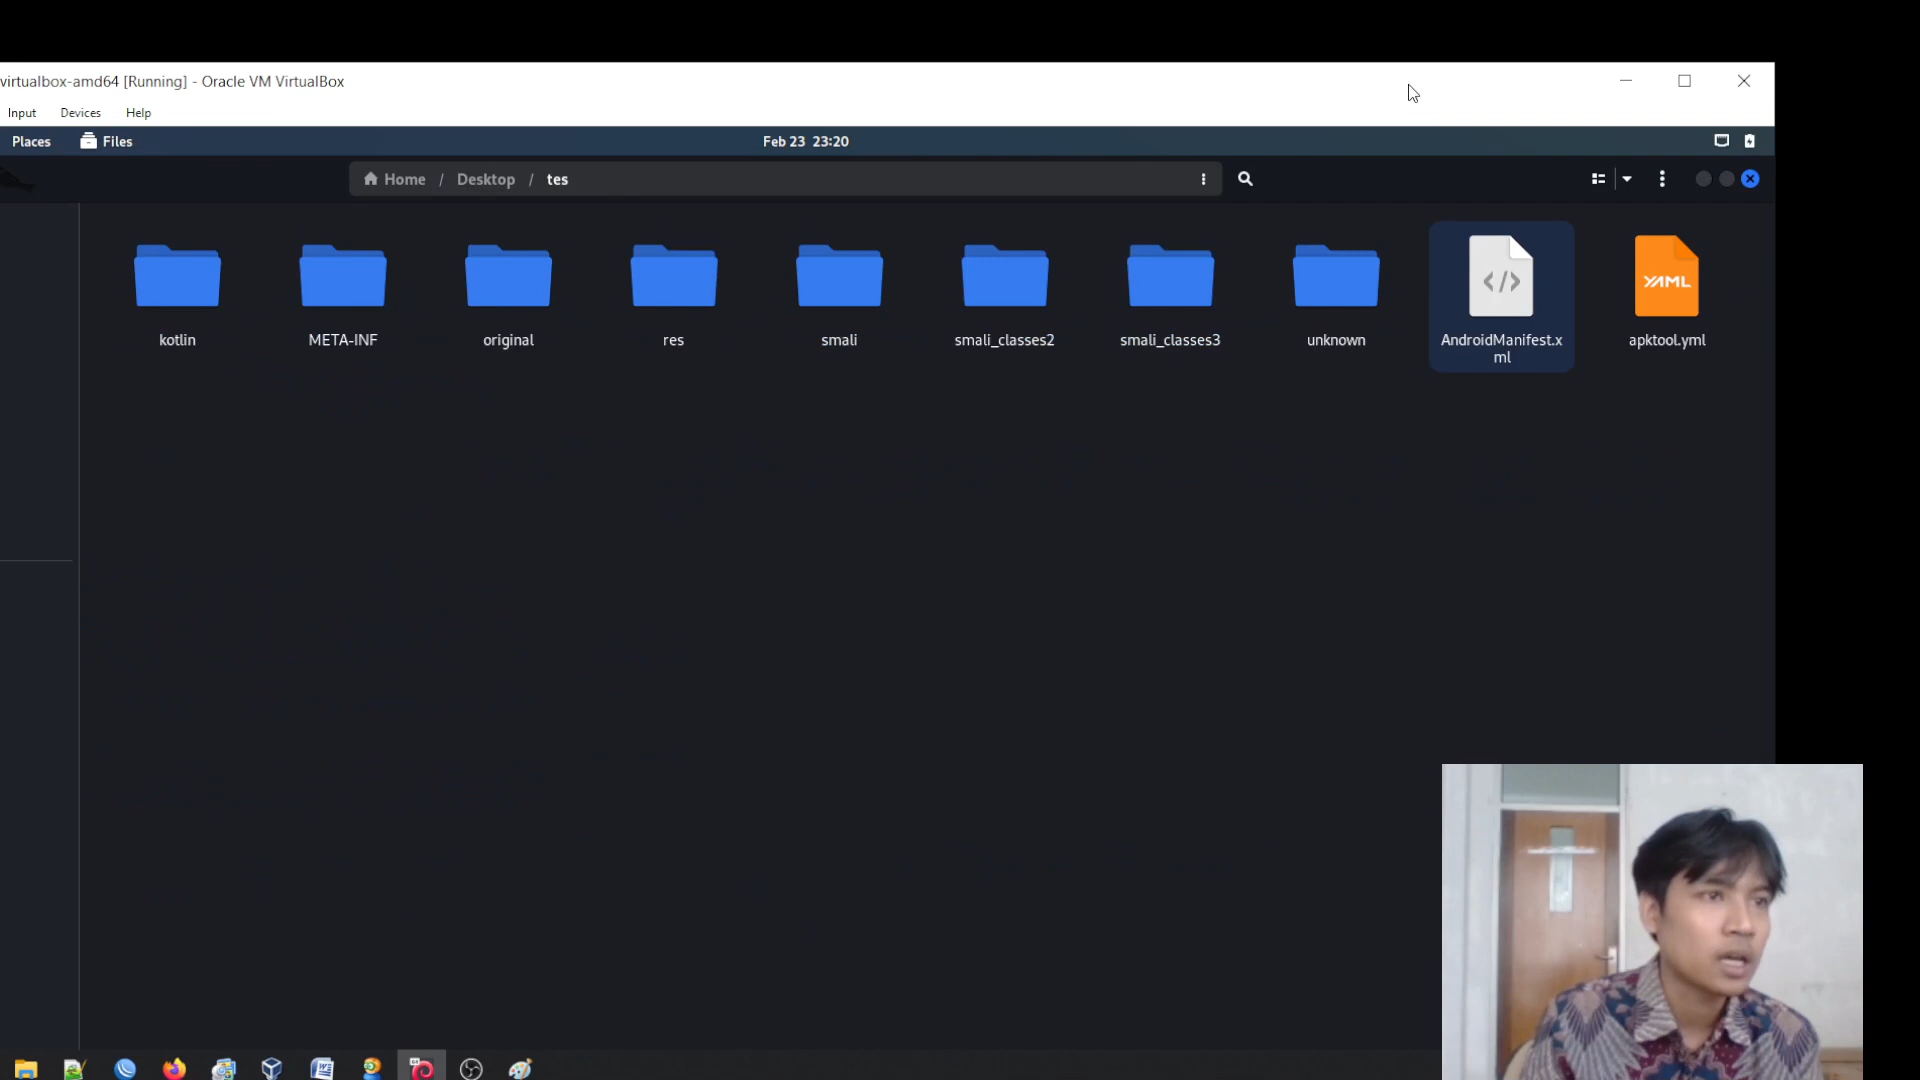 virtualbox-amd64 [Running] - Oracle VM VirtualBox
Input Devices Help
Places Files Feb 23 23:20
Home / Desktop / tes
YAML
kotlin META-INF original res smali smali_classes2 smali_classes3 unknown AndroidManifest.x apktool.yml
ml